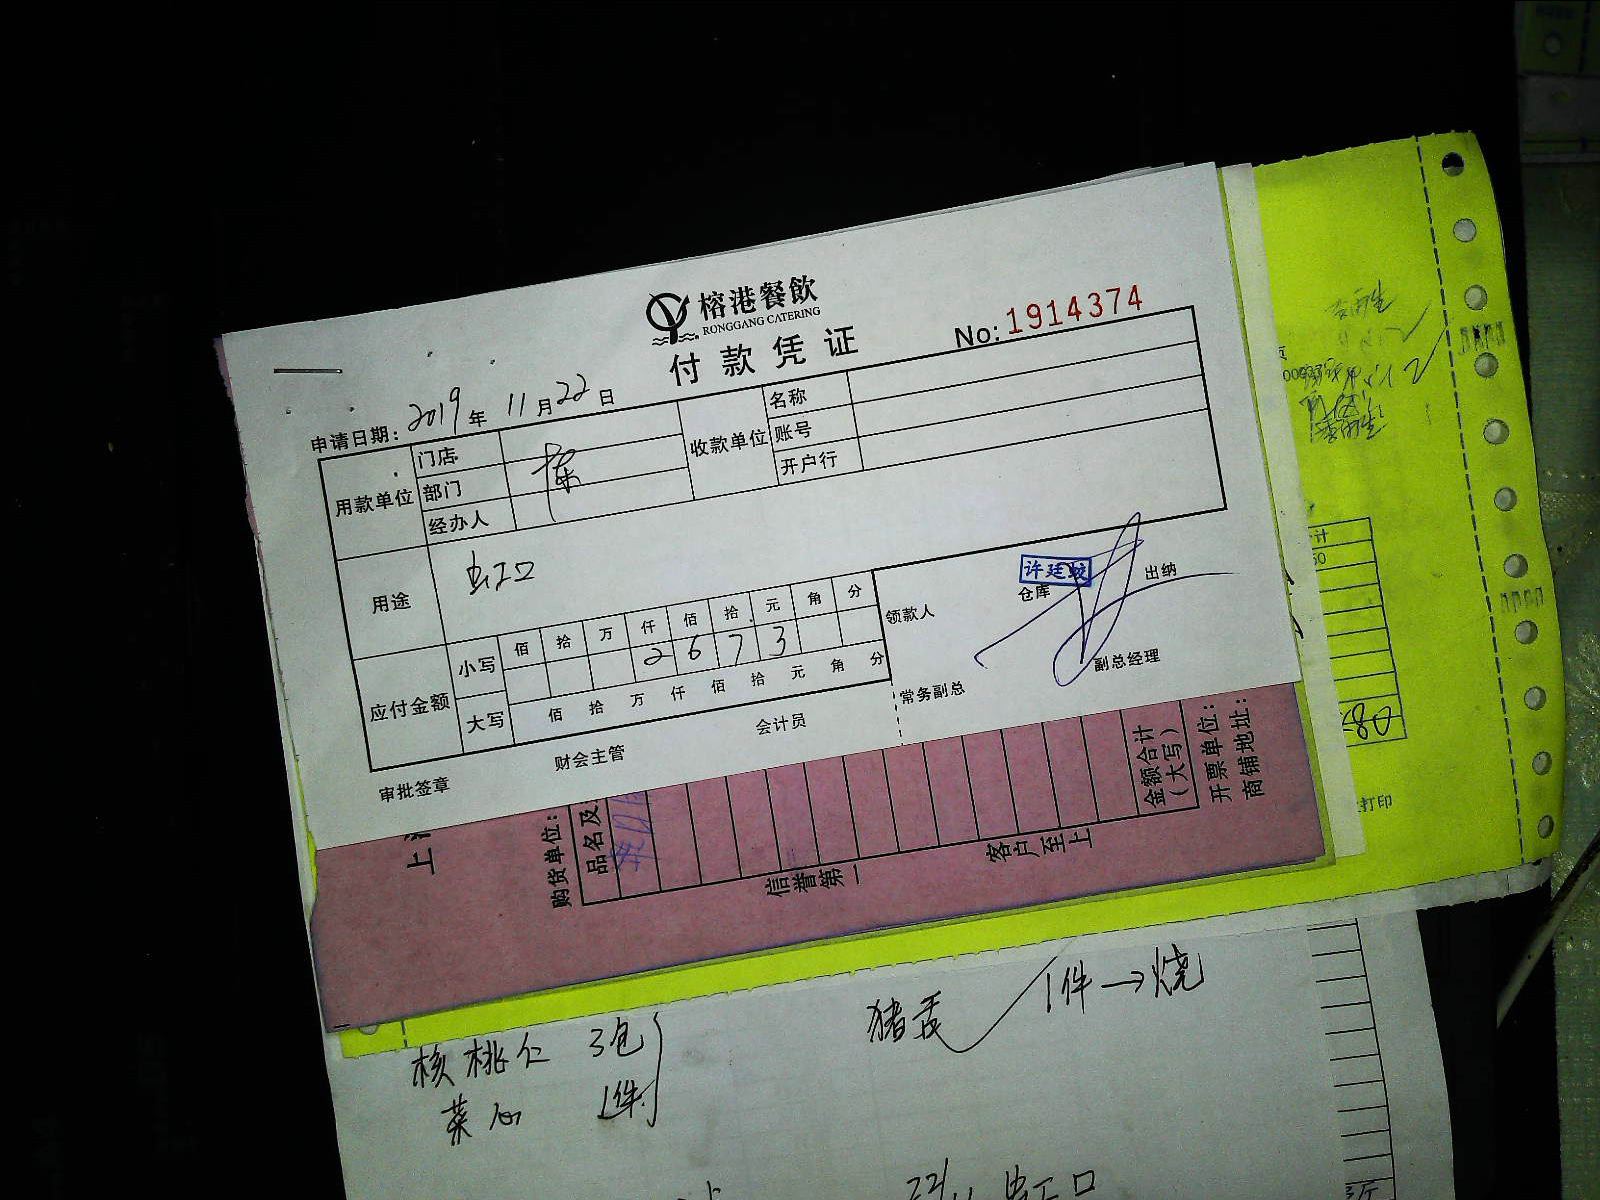 榕港餐飲
RONGGANG CATERING
付款凭证
No: 1914374
申请日期: 2019年 11月22日
用款单位 门店 收款单位 名称
部门 账号
经办人 开户行
用途 虹口
应付金额 小写 佰 拾 万 仟 佰 拾 元 角 分
2 6 7 3
大写 佰 拾 万 仟 佰 拾 元 角 分
领款人 仓库 许廷蛟 出纳
常务副总 副总经理
审批签章 财会主管 会计员
购货单位:
品名及
信誉第一
客户至上
金额合计
(大写)
开票单位:
商铺地址:
打印
核桃仁 3包
菜心 1件
猪舌 1件→烧
虹口